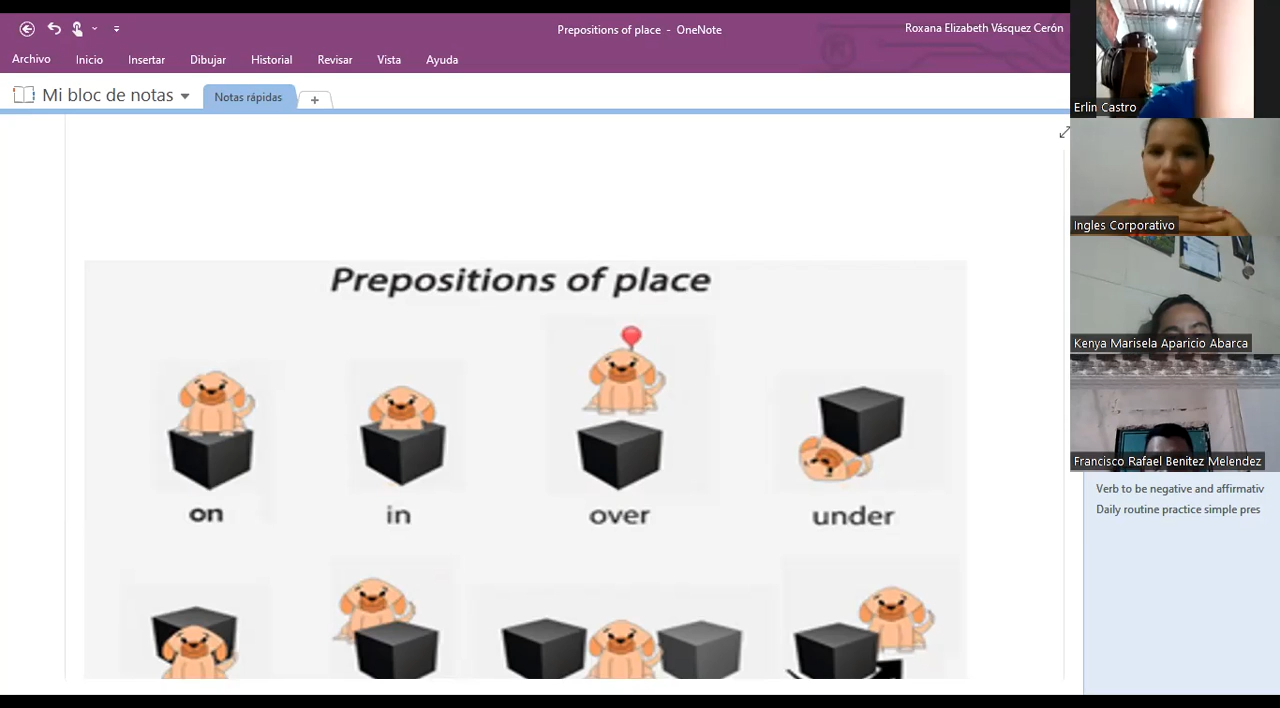 Prepositions of place - OneNote
Roxana Elizabeth Vásquez Cerón
Archivo Inicio Insertar Dibujar Historial Revisar Vista Ayuda
Mi bloc de notas
Notas rápidas
Prepositions of place
on in over under
Erlin Castro
Ingles Corporativo
Kenya Marisela Aparicio Abarca
Francisco Rafael Benitez Melendez
Verb to be negative and affirmativ
Daily routine practice simple pres